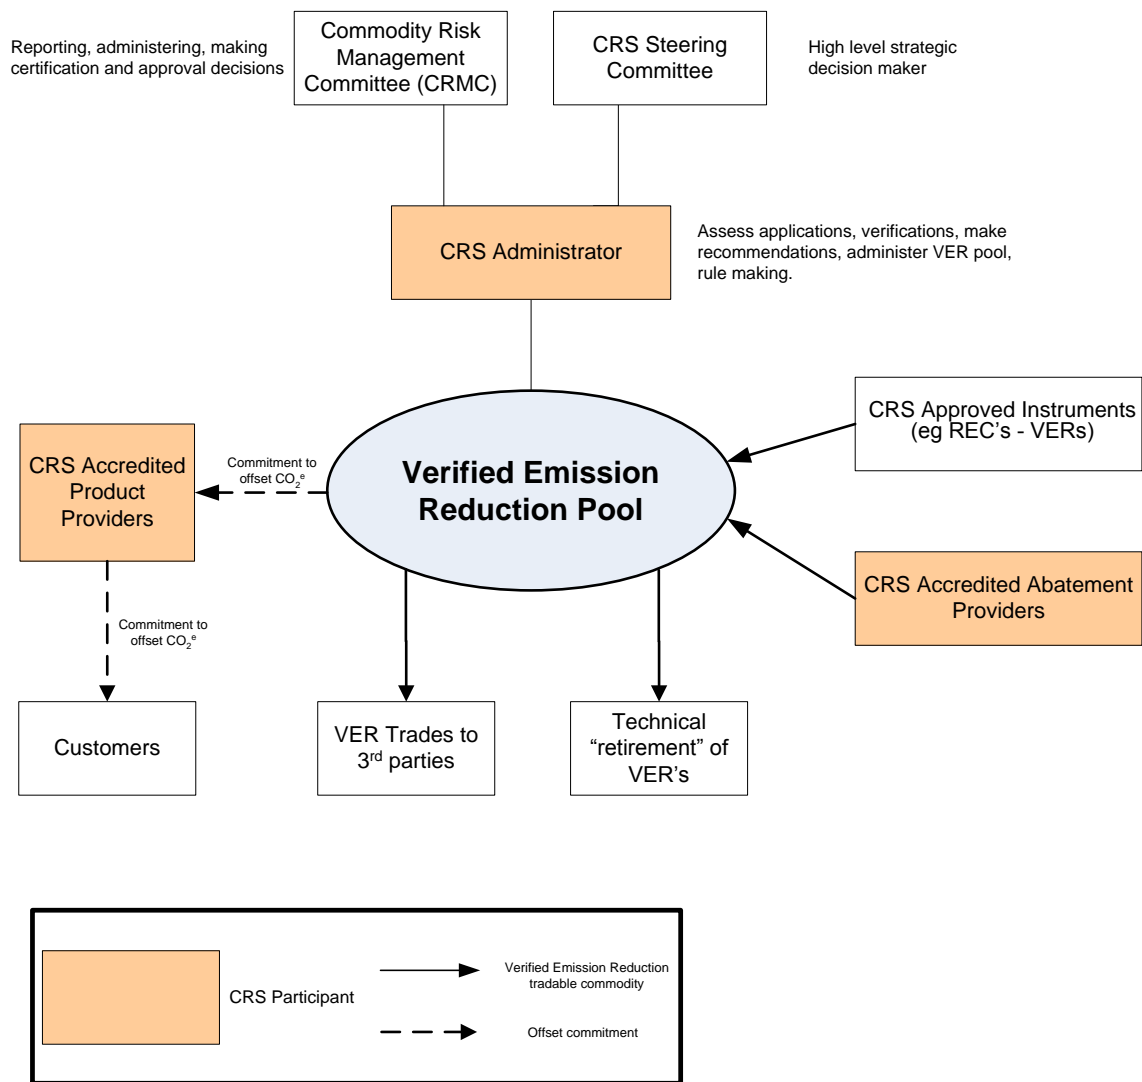 Reporting, administering, making
certification and approval decisions
Commodity Risk
Management
Committee (CRMC)
CRS Steering
Committee
High level strategic
decision maker
CRS Administrator
Assess applications, verifications, make
recommendations, administer VER pool,
rule making.
CRS Approved Instruments
(eg REC's - VERs)
CRS Accredited
Product
Providers
Commitment to
offset CO₂ᵉ
Verified Emission
Reduction Pool
CRS Accredited Abatement
Providers
Commitment to
offset CO₂ᵉ
Customers
VER Trades to
3ʳᵈ parties
Technical
“retirement” of
VER’s
CRS Participant
Verified Emission Reduction
tradable commodity
Offset commitment